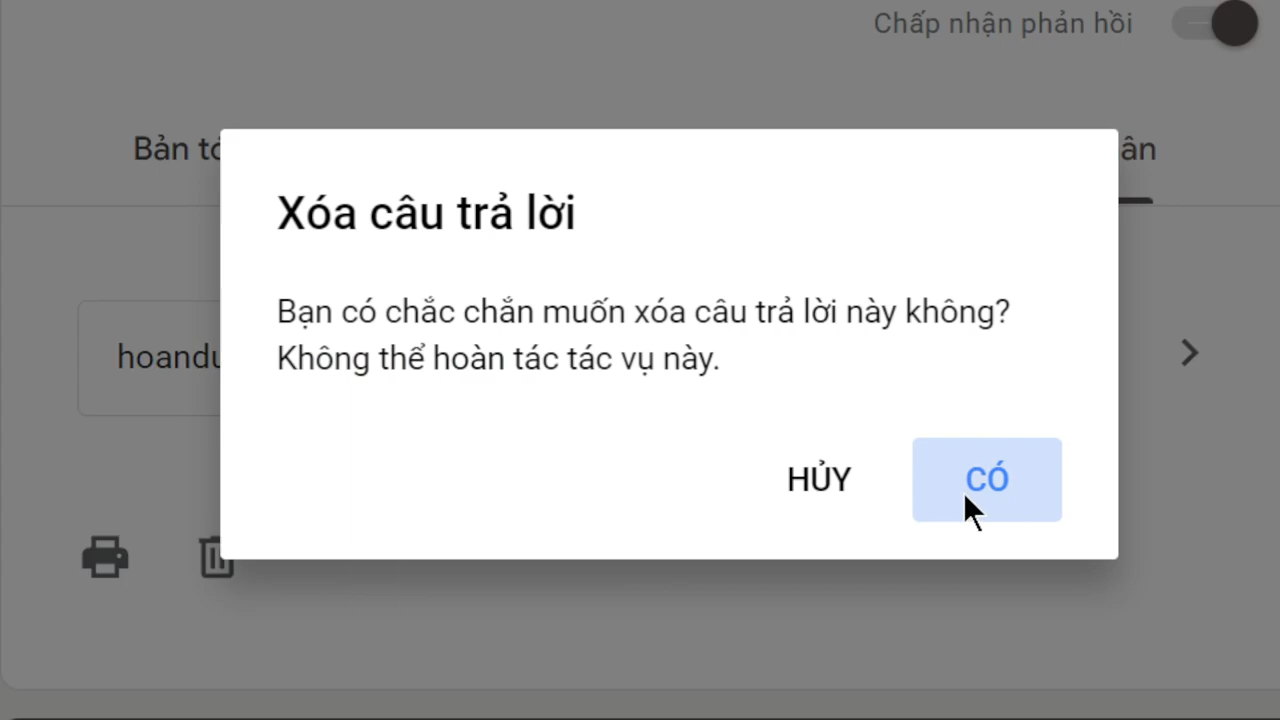 Chấp nhận phản hồi
Bản
Xóa câu trả lời
Bạn có chắc chắn muốn xóa câu trả lời này không?
Không thể hoàn tác tác vụ này.
HỦY
CÓ